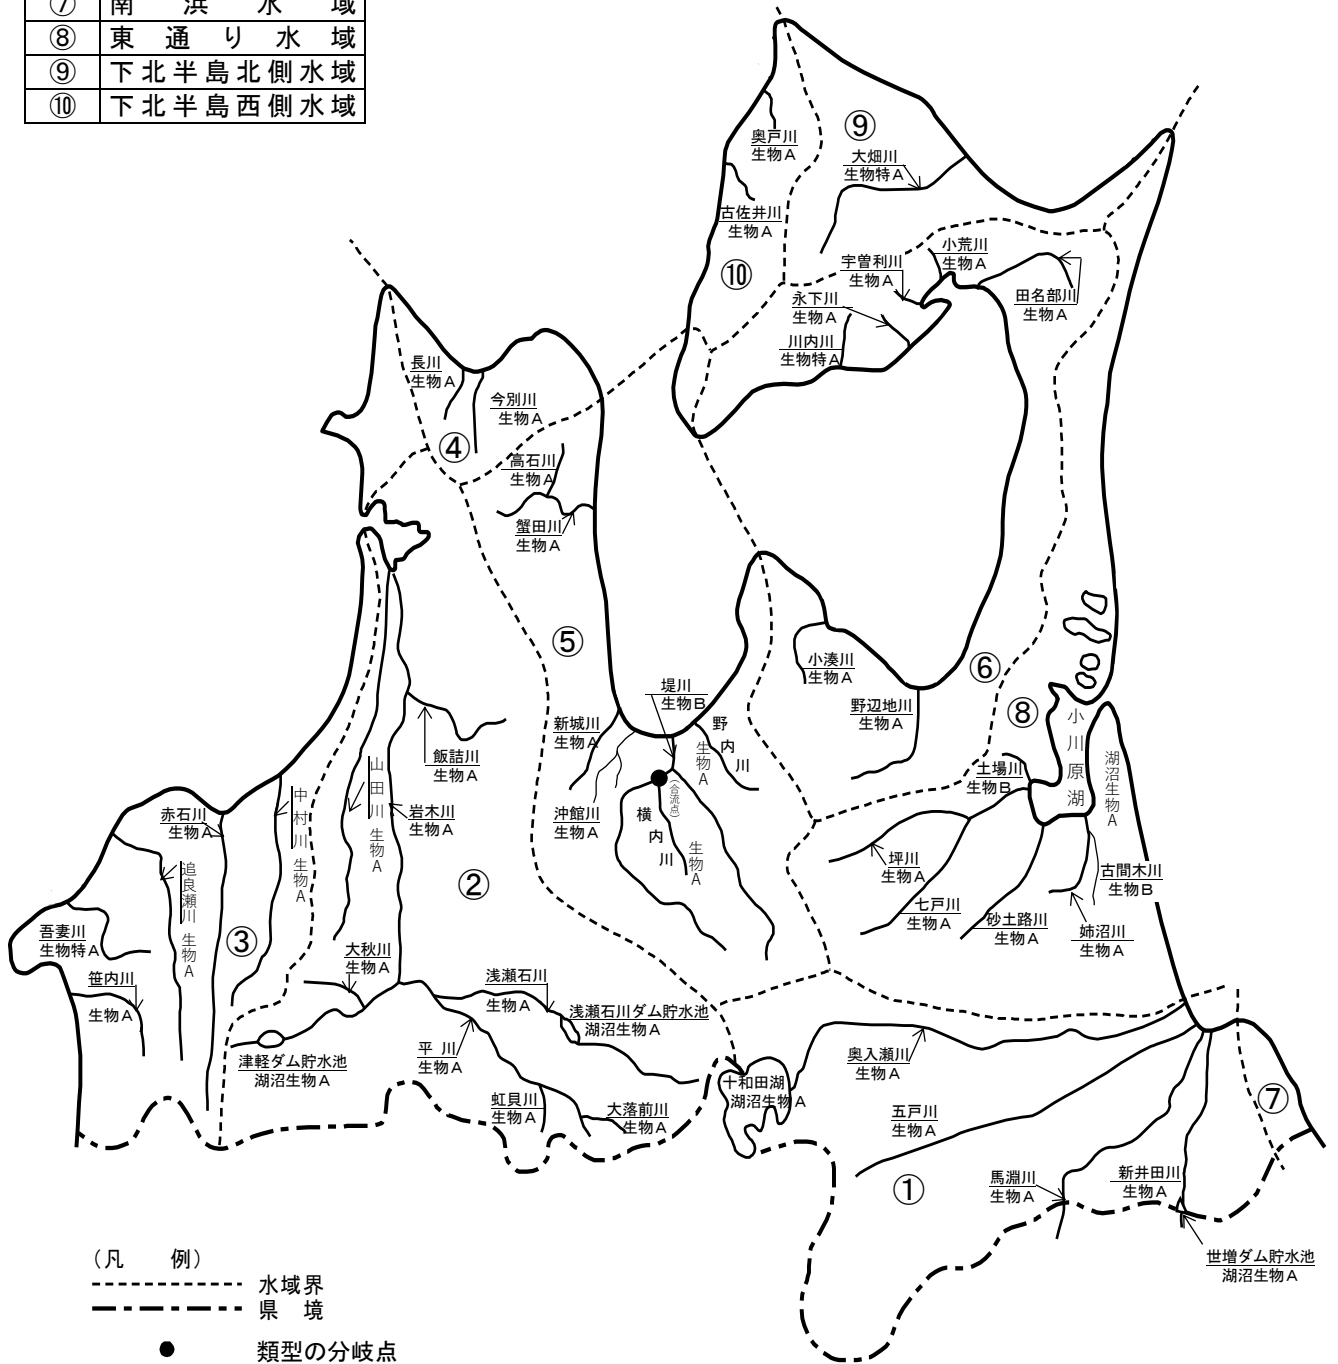 ⑦ 南浜水域
⑧ 東通り水域
⑨ 下北半島北側水域
⑩ 下北半島西側水域
奥戸川
生物A
⑨
大畑川
生物特A
古佐井川
生物A
⑩
小荒川
生物A
宇曽利川
生物A
永下川
生物A
田名部川
生物A
川内川
生物特A
長川
生物A
今別川
生物A
④
高石川
生物A
蟹田川
生物A
⑤
小湊川
生物A
⑥
堤川
生物B
野内川
生物A
野辺地川
生物A
⑧
小川原湖
湖沼生物A
新城川
生物A
飯詰川
生物A
土場川
生物B
山田川 生物A
中村川 生物A
赤石川
生物A
岩木川
生物A
沖館川
生物A
(合流点)
横内川
生物A
坪川
生物A
古間木川
生物B
追良瀬川 生物A
②
七戸川
生物A
砂土路川
生物A
姉沼川
生物A
吾妻川
生物特A
③
大秋川
生物A
笹内川
生物A
浅瀬石川
生物A
浅瀬石川ダム貯水池
湖沼生物A
津軽ダム貯水池
湖沼生物A
平川
生物A
奥入瀬川
生物A
十和田湖
湖沼生物A
虹貝川
生物A
大落前川
生物A
五戸川
生物A
⑦
①
馬淵川
生物A
新井田川
生物A
世増ダム貯水池
湖沼生物A
(凡 例)
水域界
県 境
類型の分岐点